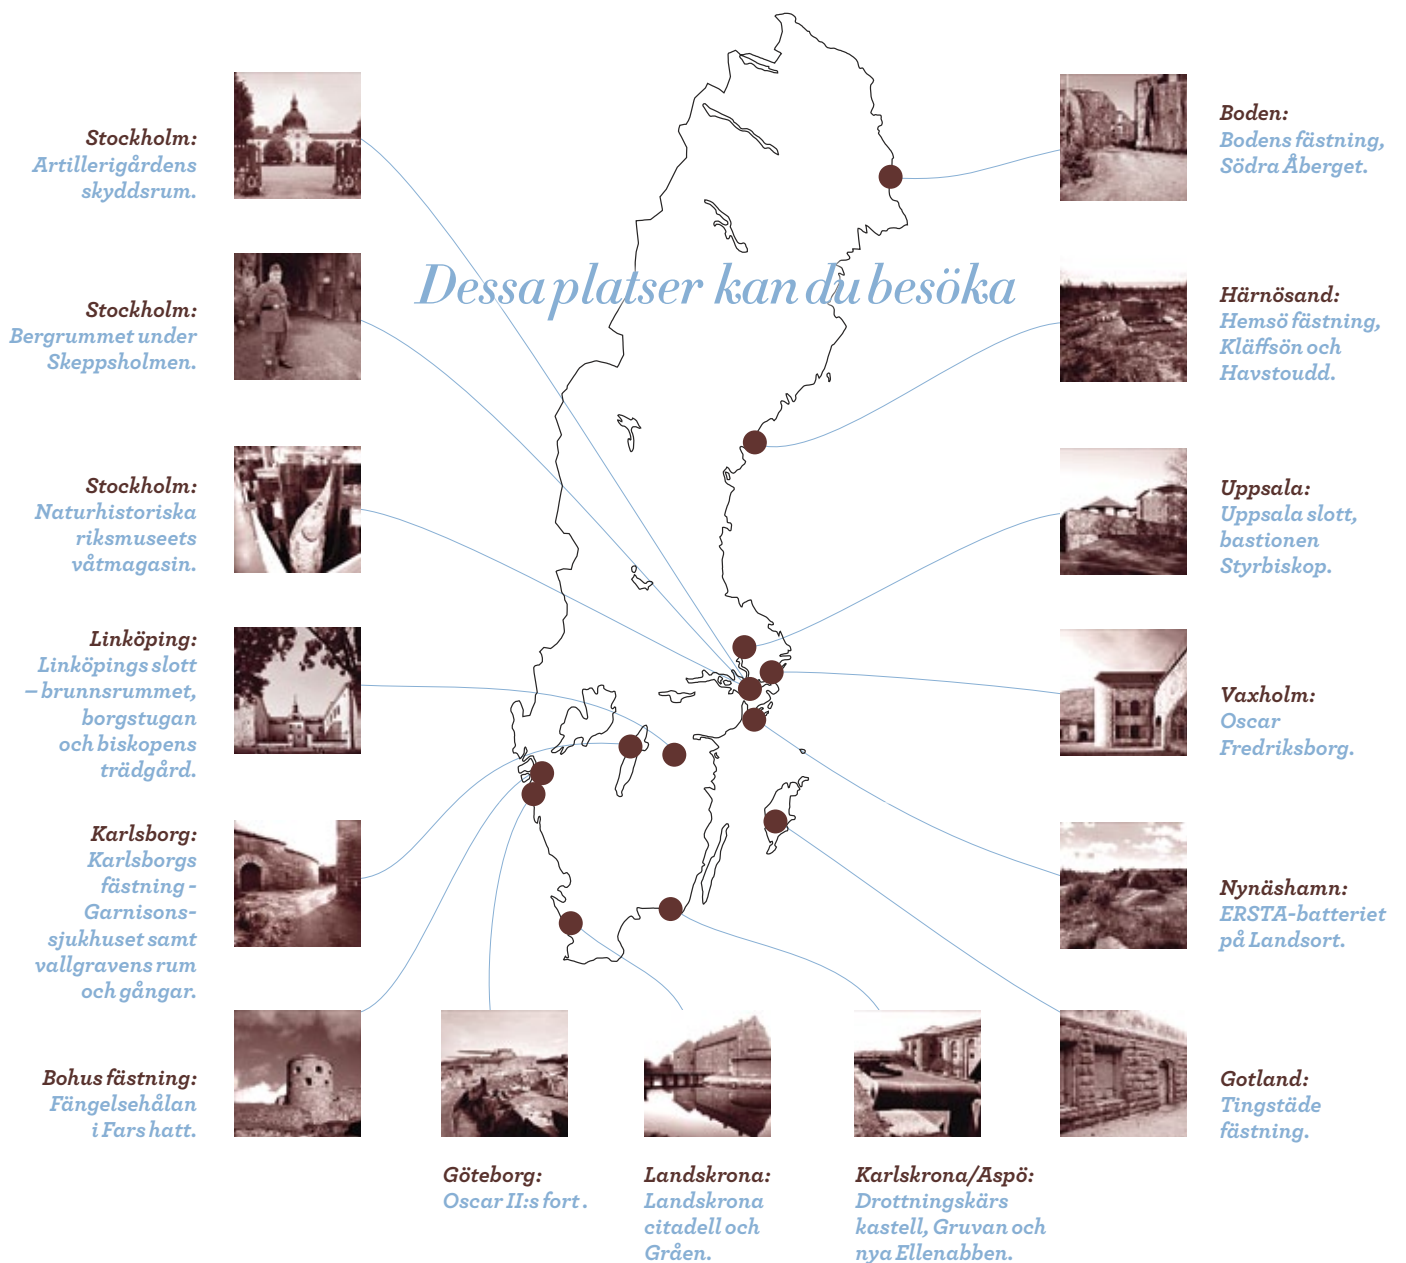 Dessa platser kan du besöka
Stockholm:
Artillerigårdens
skyddsrum.
Stockholm:
Bergrummet under
Skeppsholmen.
Stockholm:
Naturhistoriska
riksmuseets
våtmagasin.
Linköping:
Linköpings slott
– brunnsrummet,
borgstugan
och biskopens
trädgård.
Karlsborg:
Karlsborgs
fästning -
Garnisons-
sjukhuset samt
vallgravens rum
och gångar.
Bohus fästning:
Fängelsehålan
i Fars hatt.
Göteborg:
Oscar II:s fort .
Landskrona:
Landskrona
citadell och
Gråen.
Karlskrona/Aspö:
Drottningskärs
kastell, Gruvan och
nya Ellenabben.
Boden:
Bodens fästning,
Södra Åberget.
Härnösand:
Hemsö fästning,
Kläffsön och
Havstoudd.
Uppsala:
Uppsala slott,
bastionen
Styrbiskop.
Vaxholm:
Oscar
Fredriksborg.
Nynäshamn:
ERSTA-batteriet
på Landsort.
Gotland:
Tingstäde
fästning.